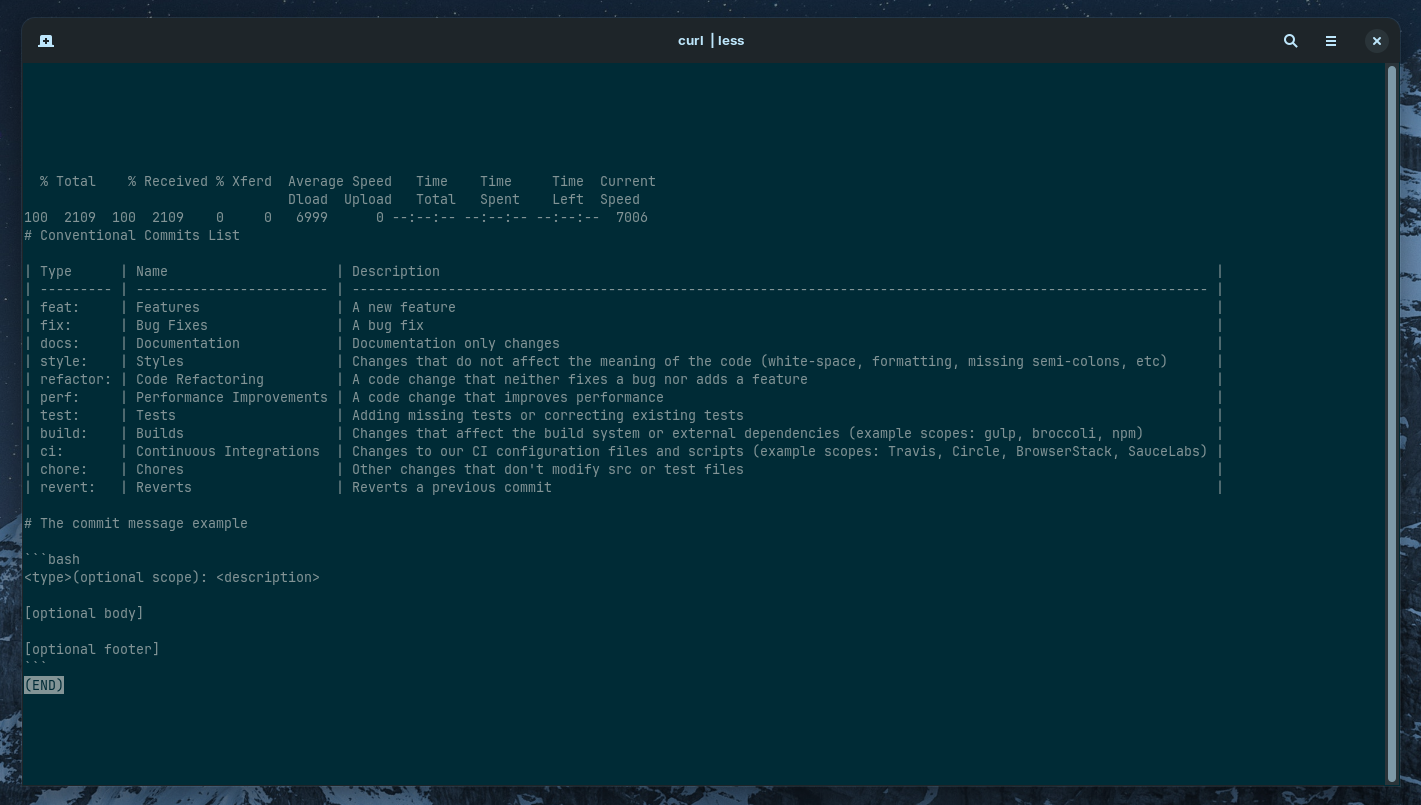 curl | less
  % Total    % Received % Xferd  Average Speed   Time    Time     Time  Current
                                 Dload  Upload   Total   Spent    Left  Speed
100  2109  100  2109    0     0   6999      0 --:--:-- --:--:-- --:--:--  7006
# Conventional Commits List
| Type      | Name                     | Description                                                                                                 |
| --------- | ------------------------ | ----------------------------------------------------------------------------------------------------------- |
| feat:     | Features                 | A new feature                                                                                               |
| fix:      | Bug Fixes                | A bug fix                                                                                                   |
| docs:     | Documentation            | Documentation only changes                                                                                  |
| style:    | Styles                   | Changes that do not affect the meaning of the code (white-space, formatting, missing semi-colons, etc)      |
| refactor: | Code Refactoring         | A code change that neither fixes a bug nor adds a feature                                                   |
| perf:     | Performance Improvements | A code change that improves performance                                                                     |
| test:     | Tests                    | Adding missing tests or correcting existing tests                                                           |
| build:    | Builds                   | Changes that affect the build system or external dependencies (example scopes: gulp, broccoli, npm)         |
| ci:       | Continuous Integrations  | Changes to our CI configuration files and scripts (example scopes: Travis, Circle, BrowserStack, SauceLabs) |
| chore:    | Chores                   | Other changes that don't modify src or test files                                                           |
| revert:   | Reverts                  | Reverts a previous commit                                                                                   |
# The commit message example
```bash
<type>(optional scope): <description>
[optional body]
[optional footer]
```
(END)